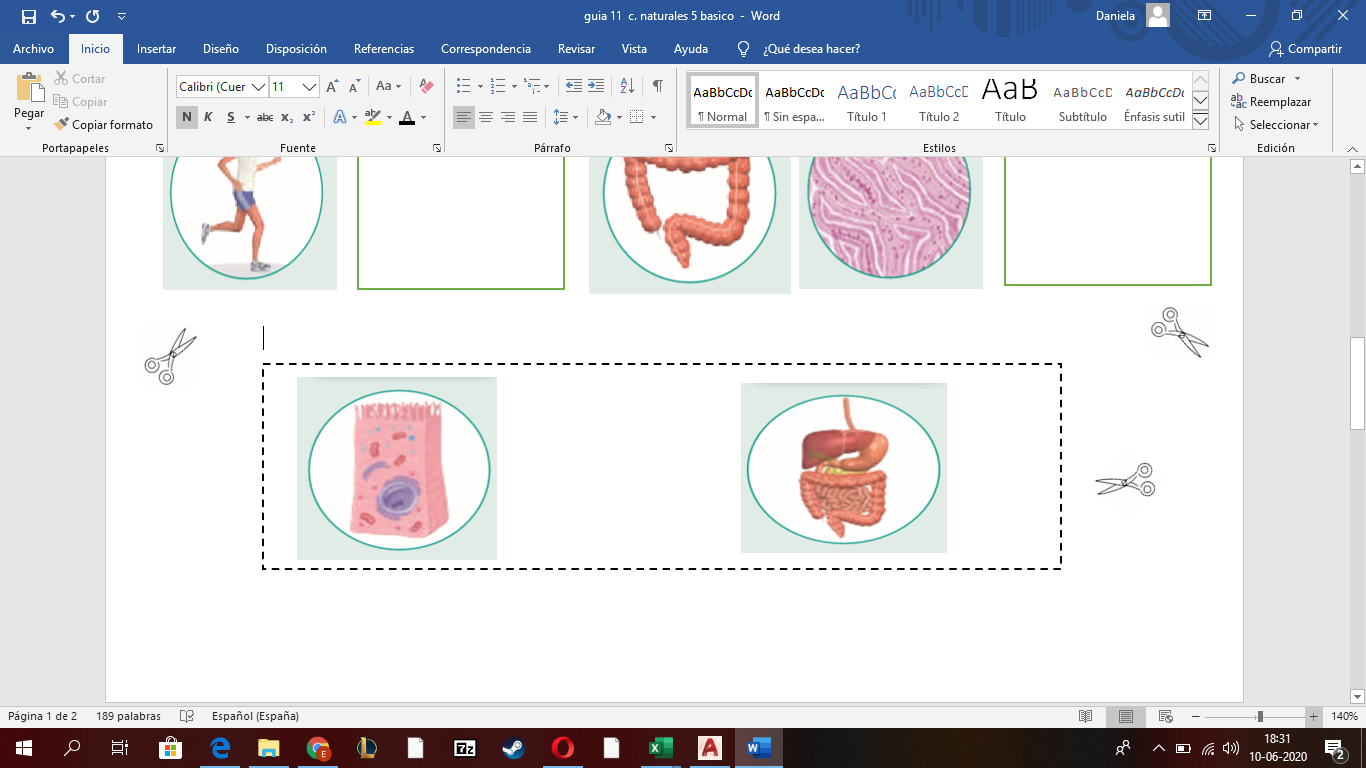 guia 11 c. naturales 5 basico - Word
Daniela
Archivo Inicio Insertar Diseño Disposición Referencias Correspondencia Revisar Vista Ayuda ¿Qué desea hacer? Compartir
Pegar
Cortar
Copiar
Copiar formato
Portapapeles
Calibri (Cuer 11 A A Aa A
N K S abc x₂ x² A aby A
Fuente
Párrafo
AaBbCcDc AaBbCcDc AaBbCc AaBbCcD AaB AaBbCcD AaBbCcDc
¶ Normal ¶ Sin espa... Título 1 Título 2 Título Subtítulo Énfasis sutil
Estilos
Buscar
Reemplazar
Seleccionar
Edición
Página 1 de 2 189 palabras Español (España) 140%
E 7z X A W
18:31
10-06-2020
2